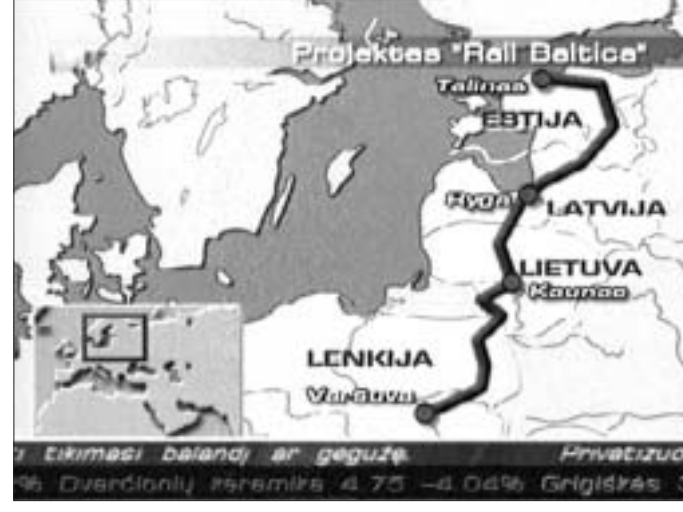 Projektas "Rail Baltica"
Talinas
ESTIJA
Ryga
LATVIJA
LIETUVA
Kaunas
LENKIJA
Varšuva
i tikimasi balandį ar gegužę. Privatizuo
% Dvarčionių keramika 4.75 -4.04% Grigiškės